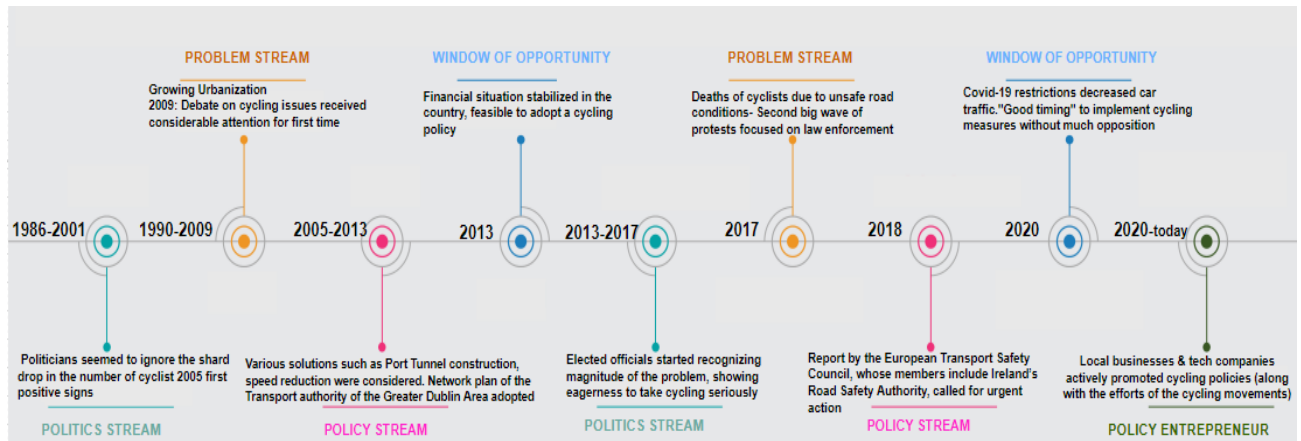 PROBLEM STREAM
Growing Urbanization
2009: Debate on cycling issues received
considerable attention for first time
WINDOW OF OPPORTUNITY
Financial situation stabilized in the
country, feasible to adopt a cycling
policy
PROBLEM STREAM
Deaths of cyclists due to unsafe road
conditions- Second big wave of
protests focused on law enforcement
WINDOW OF OPPORTUNITY
Covid-19 restrictions decreased car
traffic."Good timing" to implement cycling
measures without much opposition
1986-2001
1990-2009
2005-2013
2013
2013-2017
2017
2018
2020
2020-today
Politicians seemed to ignore the shard
drop in the number of cyclist 2005 first
positive signs
POLITICS STREAM
Various solutions such as Port Tunnel construction,
speed reduction were considered. Network plan of the
Transport authority of the Greater Dublin Area adopted
POLICY STREAM
Elected officials started recognizing
magnitude of the problem, showing
eagerness to take cycling seriously
POLITICS STREAM
Report by the European Transport Safety
Council, whose members include Ireland's
Road Safety Authority, called for urgent
action
POLICY STREAM
Local businesses & tech companies
actively promoted cycling policies (along
with the efforts of the cycling movements)
POLICY ENTREPRENEUR